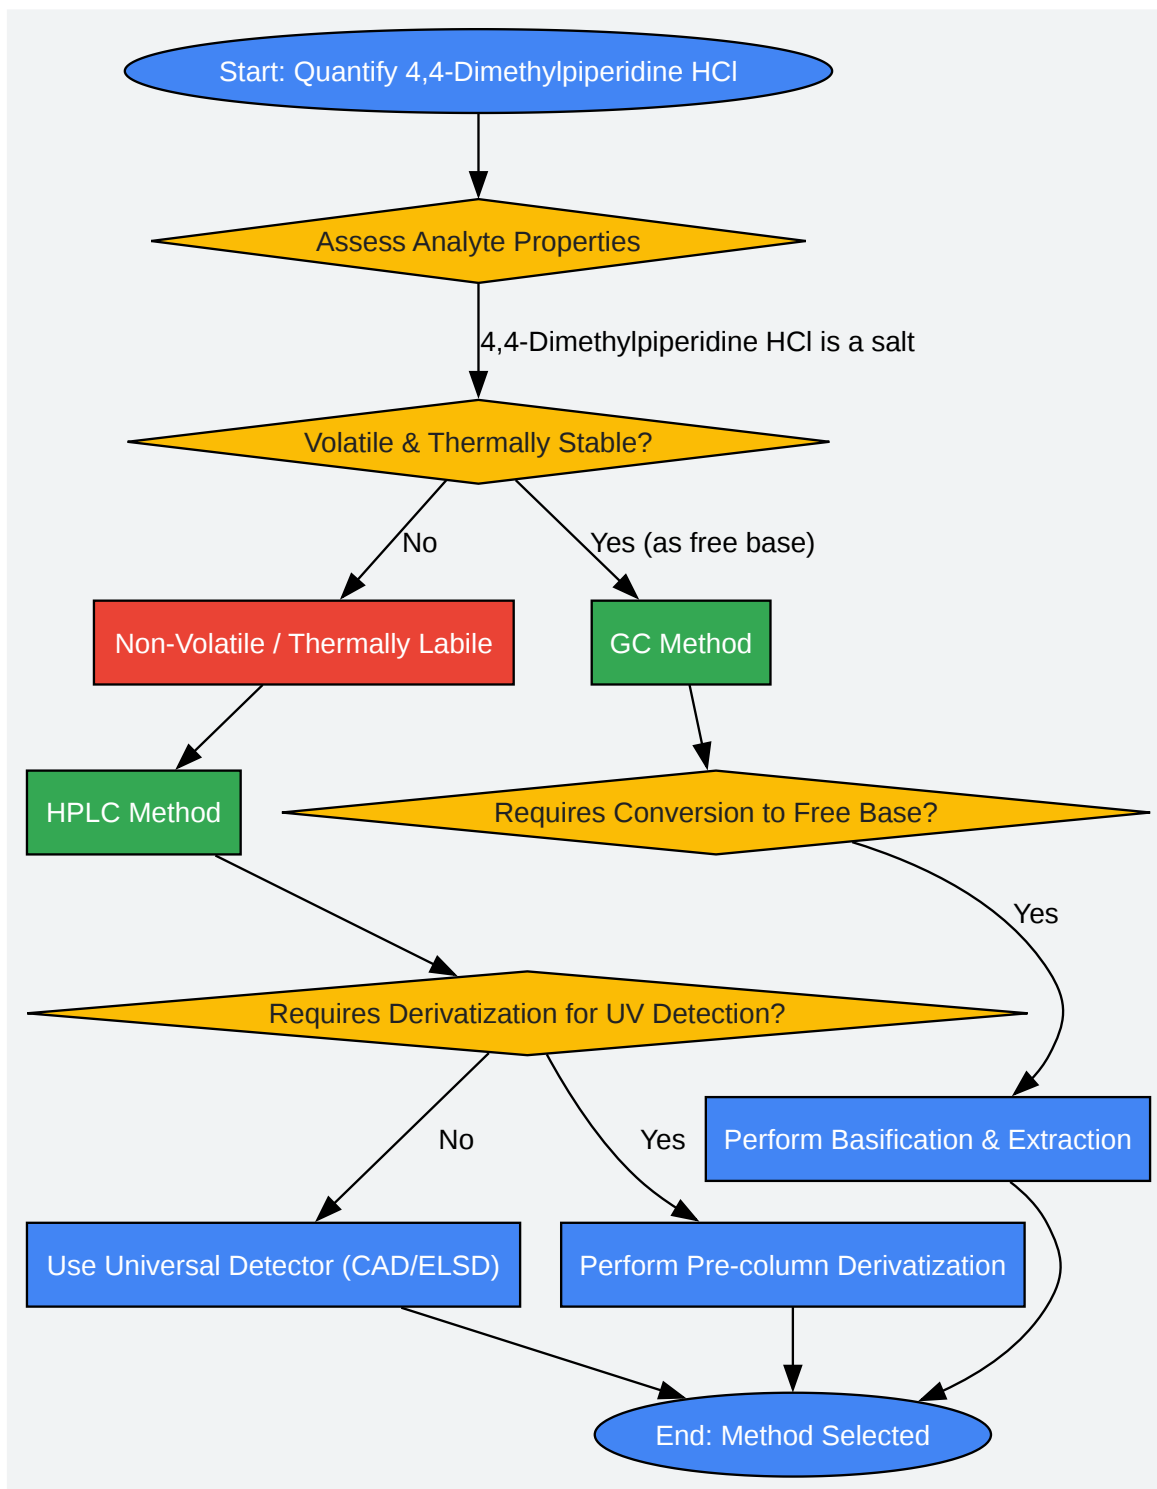 Start: Quantify 4,4-Dimethylpiperidine HCl
Assess Analyte Properties
4,4-Dimethylpiperidine HCl is a salt
Volatile & Thermally Stable?
No
Yes (as free base)
Non-Volatile / Thermally Labile
GC Method
HPLC Method
Requires Conversion to Free Base?
Yes
Requires Derivatization for UV Detection?
No
Yes
Perform Basification & Extraction
Use Universal Detector (CAD/ELSD)
Perform Pre-column Derivatization
End: Method Selected